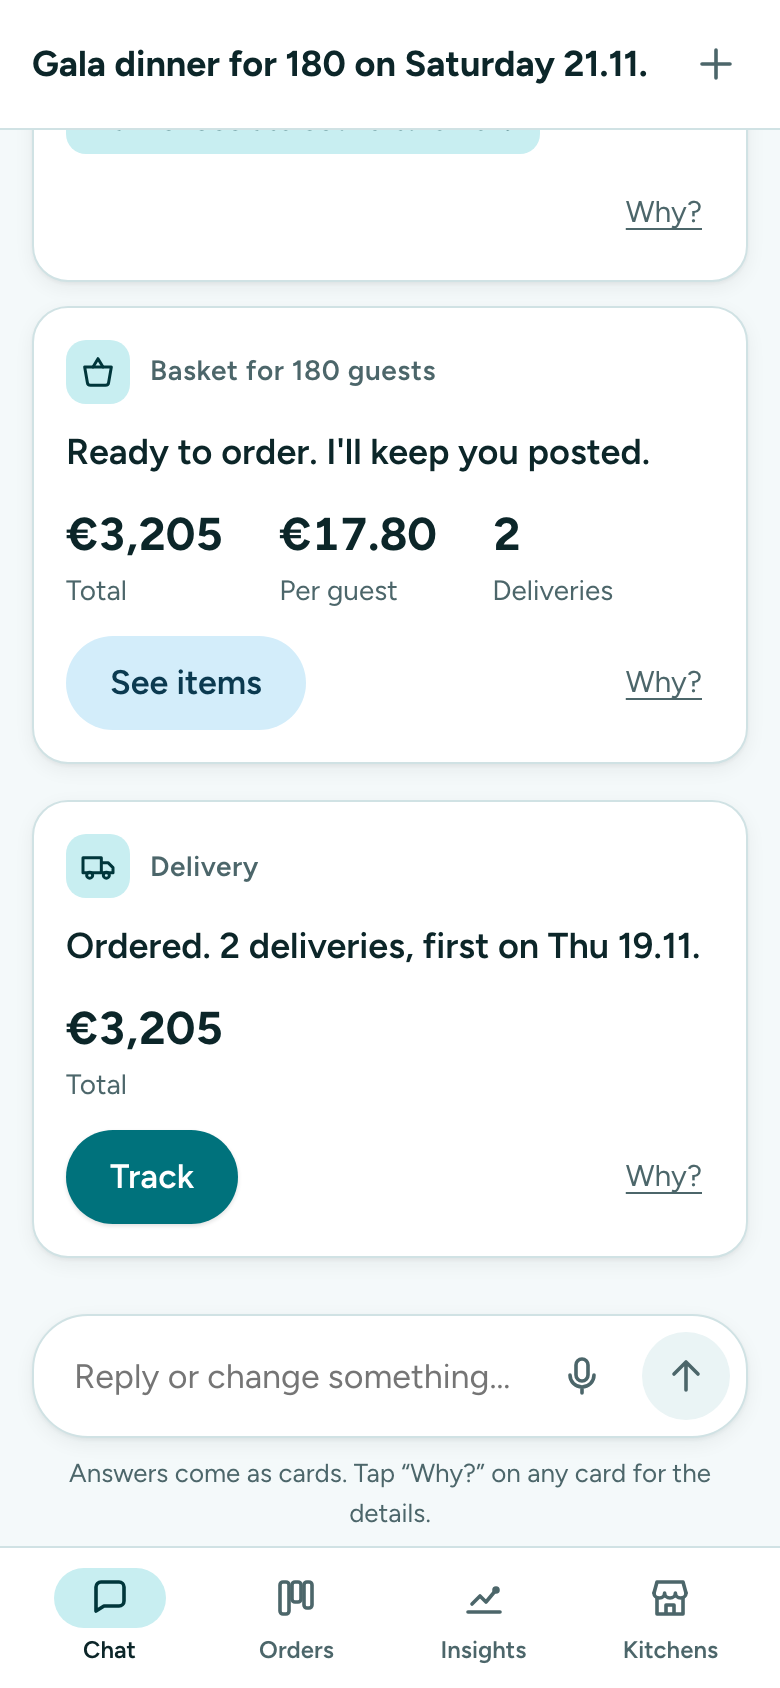 Gala dinner for 180 on Saturday 21.11.
Why?
Basket for 180 guests
Ready to order. I'll keep you posted.
€3,205 €17.80 2
Total Per guest Deliveries
See items Why?
Delivery
Ordered. 2 deliveries, first on Thu 19.11.
€3,205
Total
Track Why?
Reply or change something...
Answers come as cards. Tap “Why?” on any card for the
details.
Chat Orders Insights Kitchens